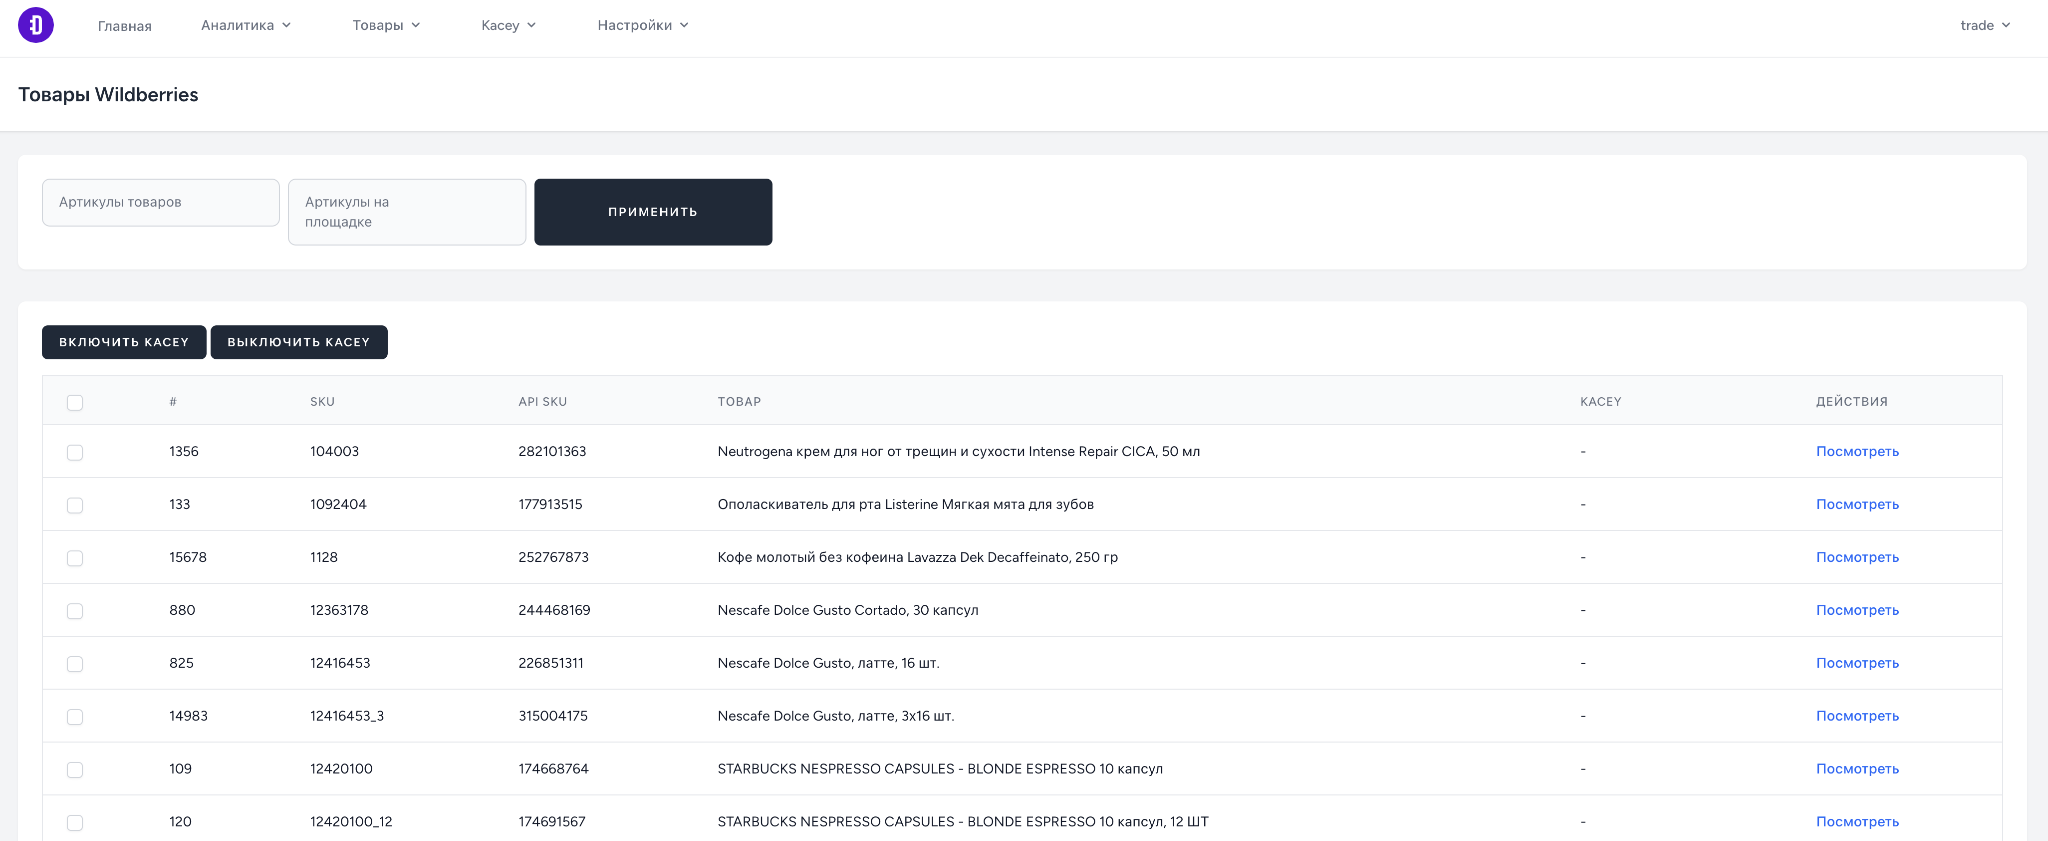 Главная Аналитика Товары Kacey Настройки trade
Товары Wildberries
Артикулы товаров
Артикулы на
площадке
ПРИМЕНИТЬ
ВКЛЮЧИТЬ KACEY ВЫКЛЮЧИТЬ KACEY
# SKU API SKU ТОВАР KACEY ДЕЙСТВИЯ
1356 104003 282101363 Neutrogena крем для ног от трещин и сухости Intense Repair CICA, 50 мл - Посмотреть
133 1092404 177913515 Ополаскиватель для рта Listerine Мягкая мята для зубов - Посмотреть
15678 1128 252767873 Кофе молотый без кофеина Lavazza Dek Decaffeinato, 250 гр - Посмотреть
880 12363178 244468169 Nescafe Dolce Gusto Cortado, 30 капсул - Посмотреть
825 12416453 226851311 Nescafe Dolce Gusto, латте, 16 шт. - Посмотреть
14983 12416453_3 315004175 Nescafe Dolce Gusto, латте, 3х16 шт. - Посмотреть
109 12420100 174668764 STARBUCKS NESPRESSO CAPSULES - BLONDE ESPRESSO 10 капсул - Посмотреть
120 12420100_12 174691567 STARBUCKS NESPRESSO CAPSULES - BLONDE ESPRESSO 10 капсул, 12 ШТ - Посмотреть